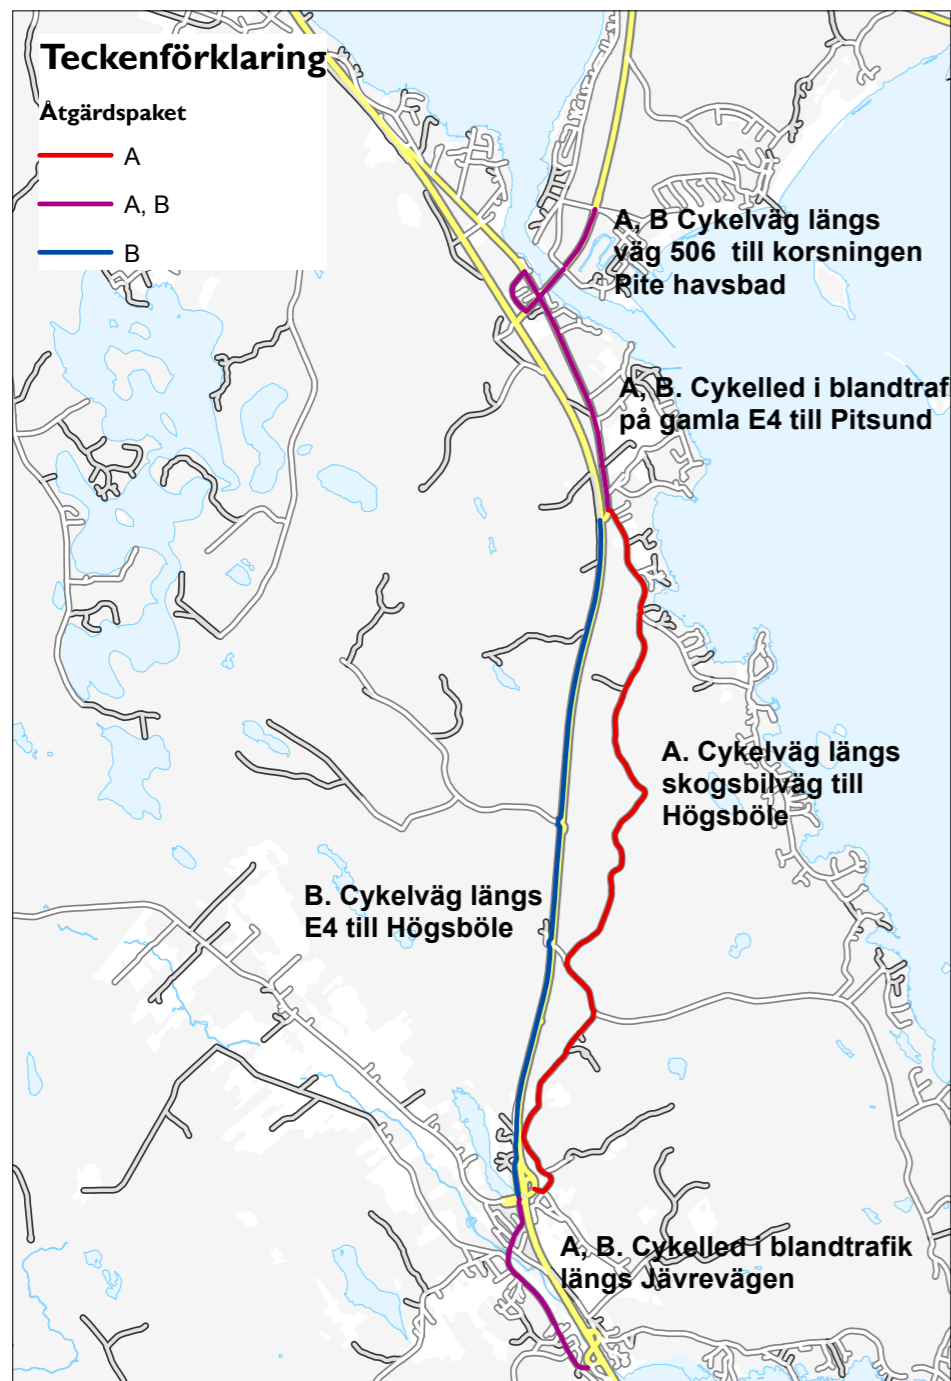 Teckenförklaring
Åtgärdspaket
A
A, B
B
A, B Cykelväg längs
väg 506 till korsningen
Pite havsbad
A, B. Cykelled i blandtraf
på gamla E4 till Pitsund
A. Cykelväg längs
skogsbilväg till
Högsböle
B. Cykelväg längs
E4 till Högsböle
A, B. Cykelled i blandtrafik
längs Jävrevägen